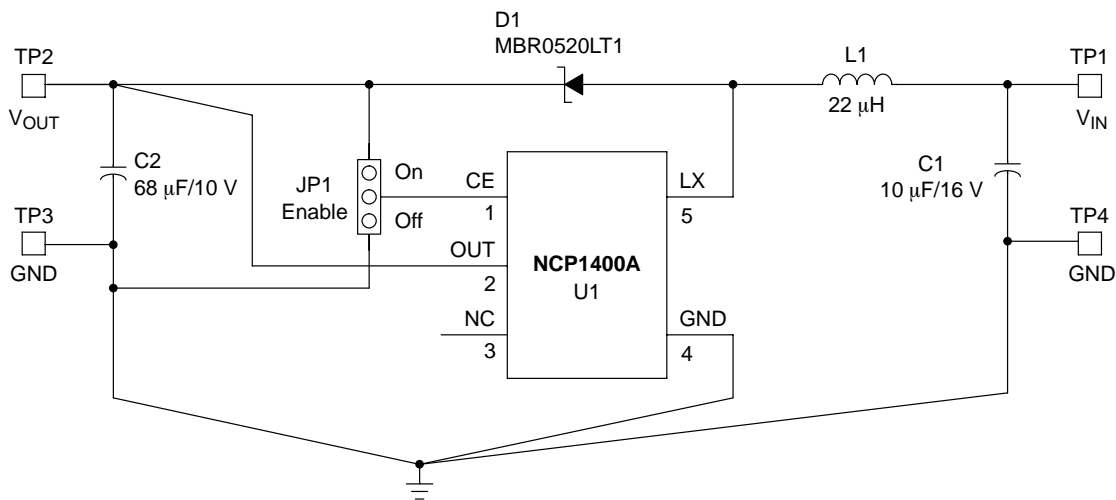 D1
MBR0520LT1
TP2
L1
TP1
V_OUT
22 µH
V_IN
C2
68 µF/10 V
JP1
Enable
On
Off
CE
1
LX
5
C1
10 µF/16 V
TP3
GND
OUT
2
NCP1400A
U1
TP4
GND
NC
3
GND
4